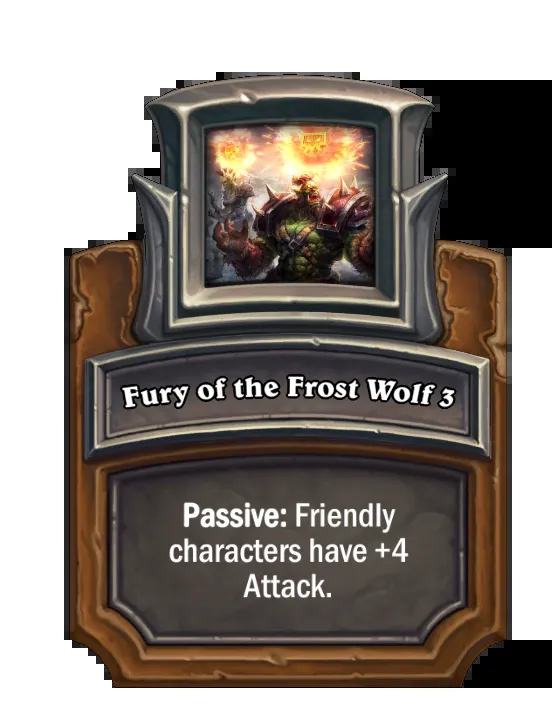 Fury of the Frost Wolf 3
Passive: Friendly
characters have +4
Attack.